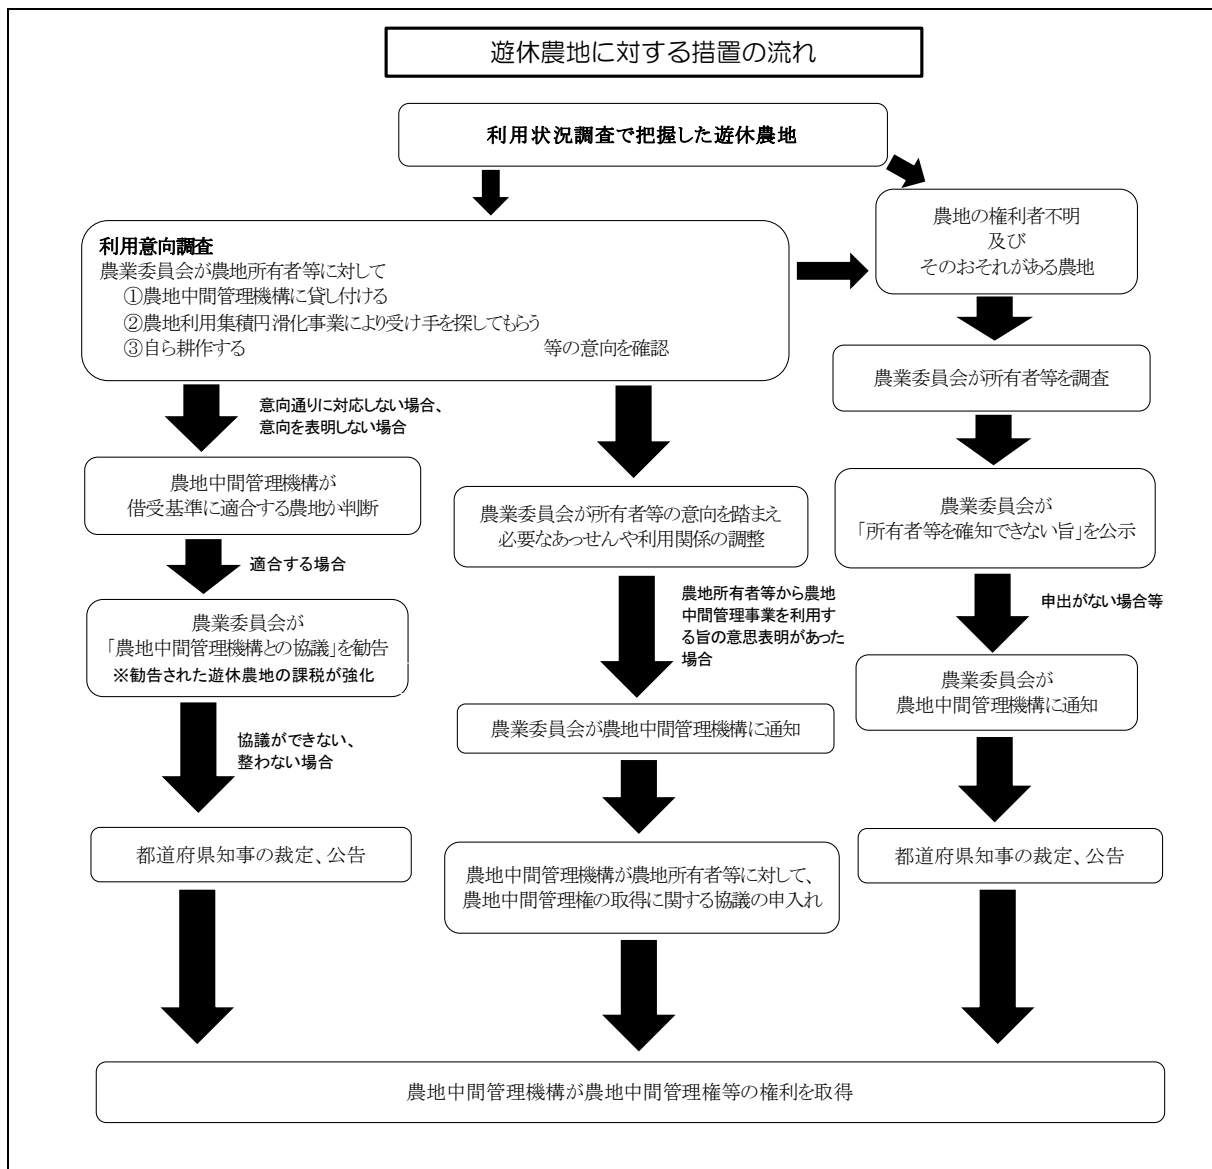 遊休農地に対する措置の流れ
利用状況調査で把握した遊休農地
利用意向調査
農業委員会が農地所有者等に対して
①農地中間管理機構に貸し付ける
②農地利用集積円滑化事業により受け手を探してもらう
③自ら耕作する 等の意向を確認
農地の権利者不明
及び
そのおそれがある農地
農業委員会が所有者等を調査
意向通りに対応しない場合、
意向を表明しない場合
農地中間管理機構が
借受基準に適合する農地か判断
農業委員会が所有者等の意向を踏まえ
必要なあっせんや利用関係の調整
農業委員会が
「所有者等を確知できない旨」を公示
適合する場合
農地所有者等から農地
中間管理事業を利用す
る旨の意思表明があった
場合
申出がない場合等
農業委員会が
「農地中間管理機構との協議」を勧告
※勧告された遊休農地の課税が強化
農業委員会が
農地中間管理機構に通知
農業委員会が農地中間管理機構に通知
協議ができない、
整わない場合
都道府県知事の裁定、公告
農地中間管理機構が農地所有者等に対して、
農地中間管理権の取得に関する協議の申入れ
都道府県知事の裁定、公告
農地中間管理機構が農地中間管理権等の権利を取得